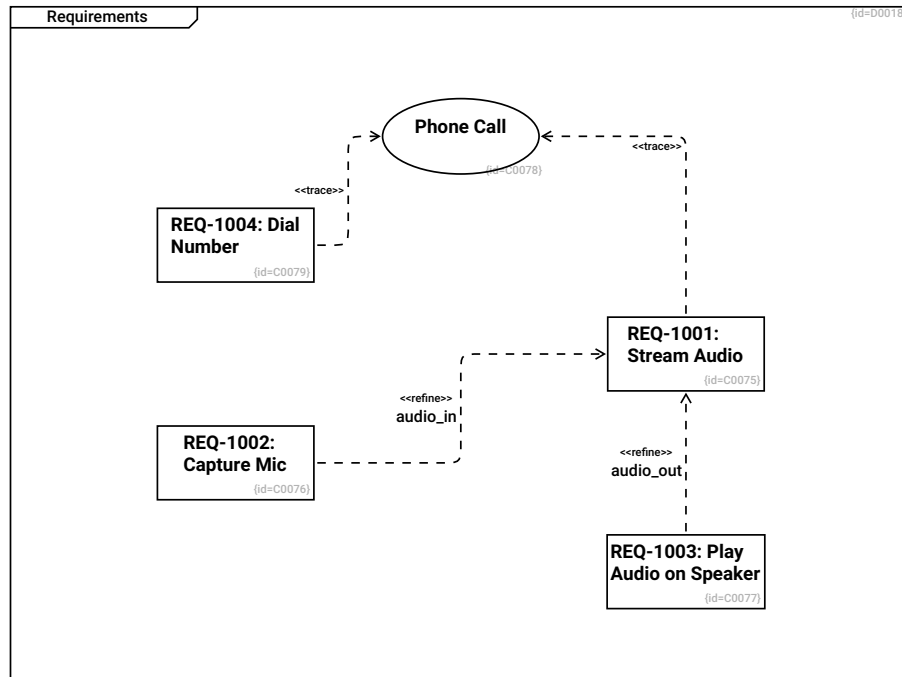 Requirements
{id=D0018
Phone Call
{id=C0078}
<<trace>>
<<trace>>
REQ-1004: Dial
Number
{id=C0079}
REQ-1001:
Stream Audio
{id=C0075}
<<refine>>
audio_in
REQ-1002:
Capture Mic
{id=C0076}
<<refine>>
audio_out
REQ-1003: Play
Audio on Speaker
{id=C0077}